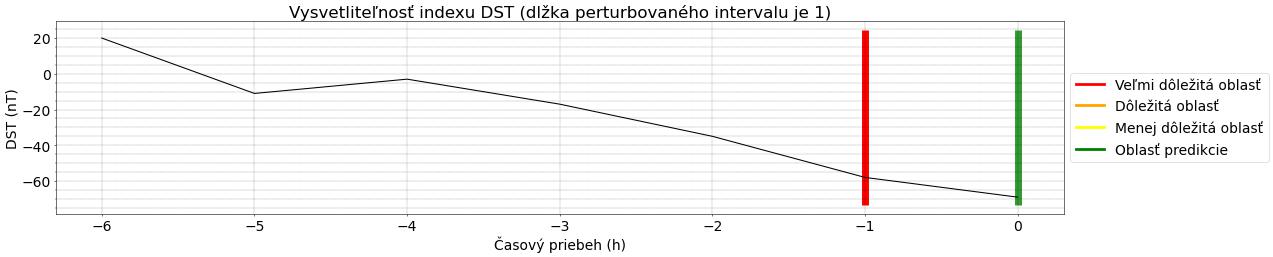 Vysvetliteľnosť indexu DST (dĺžka perturbovaného intervalu je 1)
DST (nT)
20
0
−20
−40
−60
−6
−5
−4
−3
−2
−1
0
Časový priebeh (h)
Veľmi dôležitá oblasť
Dôležitá oblasť
Menej dôležitá oblasť
Oblasť predikcie